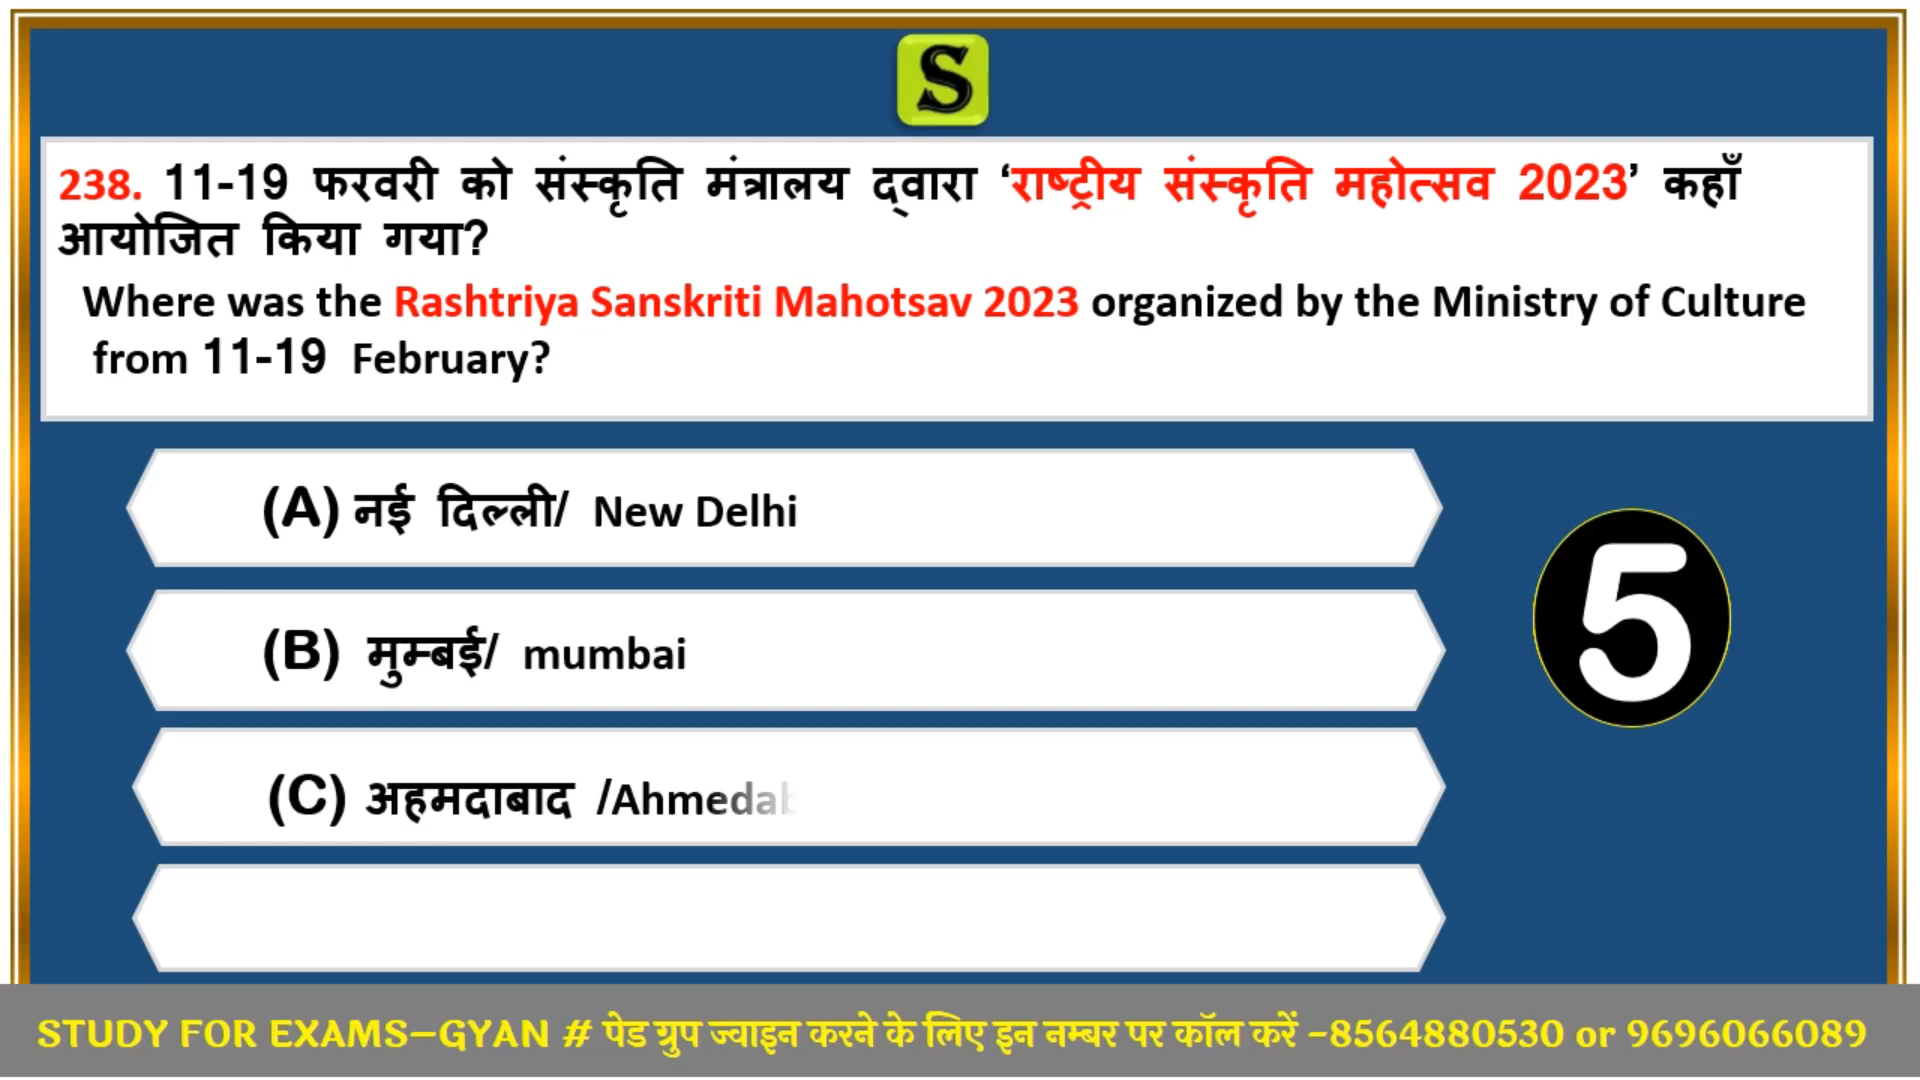 S
238. 11-19 फरवरी को संस्कृति मंत्रालय द्वारा ‘राष्ट्रीय संस्कृति महोत्सव 2023’ कहाँ
आयोजित किया गया?
Where was the Rashtriya Sanskriti Mahotsav 2023 organized by the Ministry of Culture
from 11-19 February?
(A) नई दिल्ली/ New Delhi
(B) मुम्बई/ mumbai
5
(C) अहमदाबाद /Ahmedab
STUDY FOR EXAMS–GYAN # पेड ग्रुप ज्वाइन करने के लिए इन नम्बर पर कॉल करें -8564880530 or 9696066089